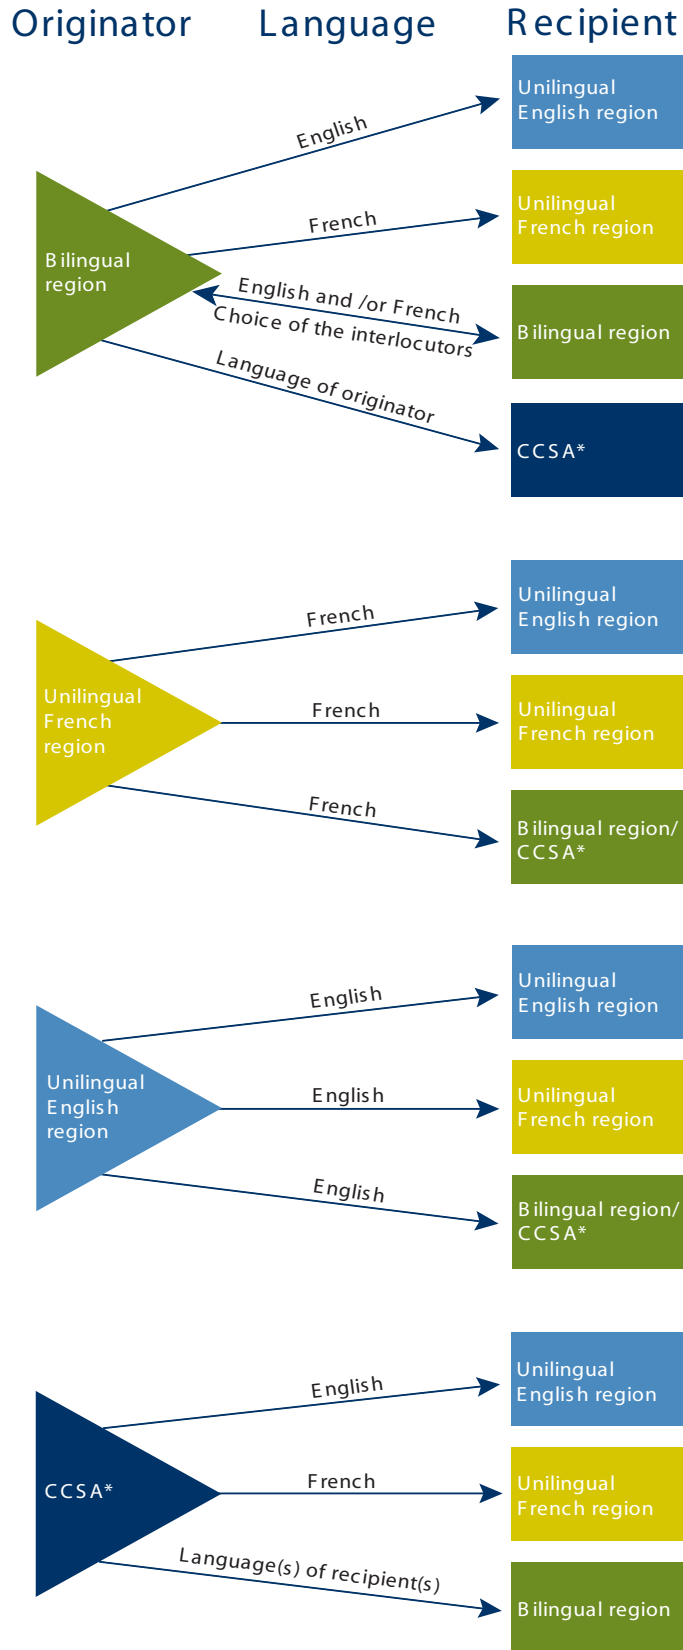 Originator Language Recipient
Unilingual
English region
English
Unilingual
French region
French
Bilingual
region
English and /or French
Choice of the interlocutors
Bilingual region
Language of originator
CCSA*
Unilingual
English region
French
Unilingual
French
region
French
Unilingual
French region
French
Bilingual region/
CCSA*
Unilingual
English region
English
Unilingual
English
region
English
Unilingual
French region
English
Bilingual region/
CCSA*
Unilingual
English region
English
CCSA*
French
Unilingual
French region
Language(s) of recipient(s)
Bilingual region